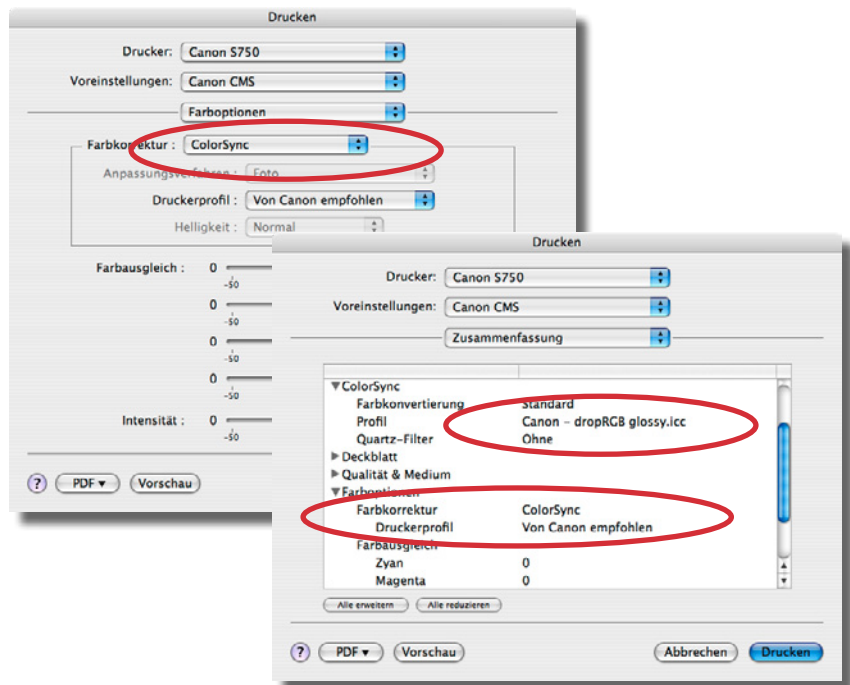 Drucken
Drucker: Canon S750
Voreinstellungen: Canon CMS
Farboptionen
Farbkorrektur : ColorSync
Anpassungsverfahren : Foto
Druckerprofil : Von Canon empfohlen
Helligkeit : Normal
Farbausgleich : 0
-50
0
-50
0
-50
0
-50
Intensität : 0
-50
? PDF Vorschau
Drucken
Drucker: Canon S750
Voreinstellungen: Canon CMS
Zusammenfassung
ColorSync
Farbkonvertierung Standard
Profil Canon – dropRGB glossy.icc
Quartz-Filter Ohne
Deckblatt
Qualität & Medium
Farboptionen
Farbkorrektur ColorSync
Druckerprofil Von Canon empfohlen
Farbausgleich
Zyan 0
Magenta 0
Alle erweitern Alle reduzieren
? PDF Vorschau Abbrechen Drucken